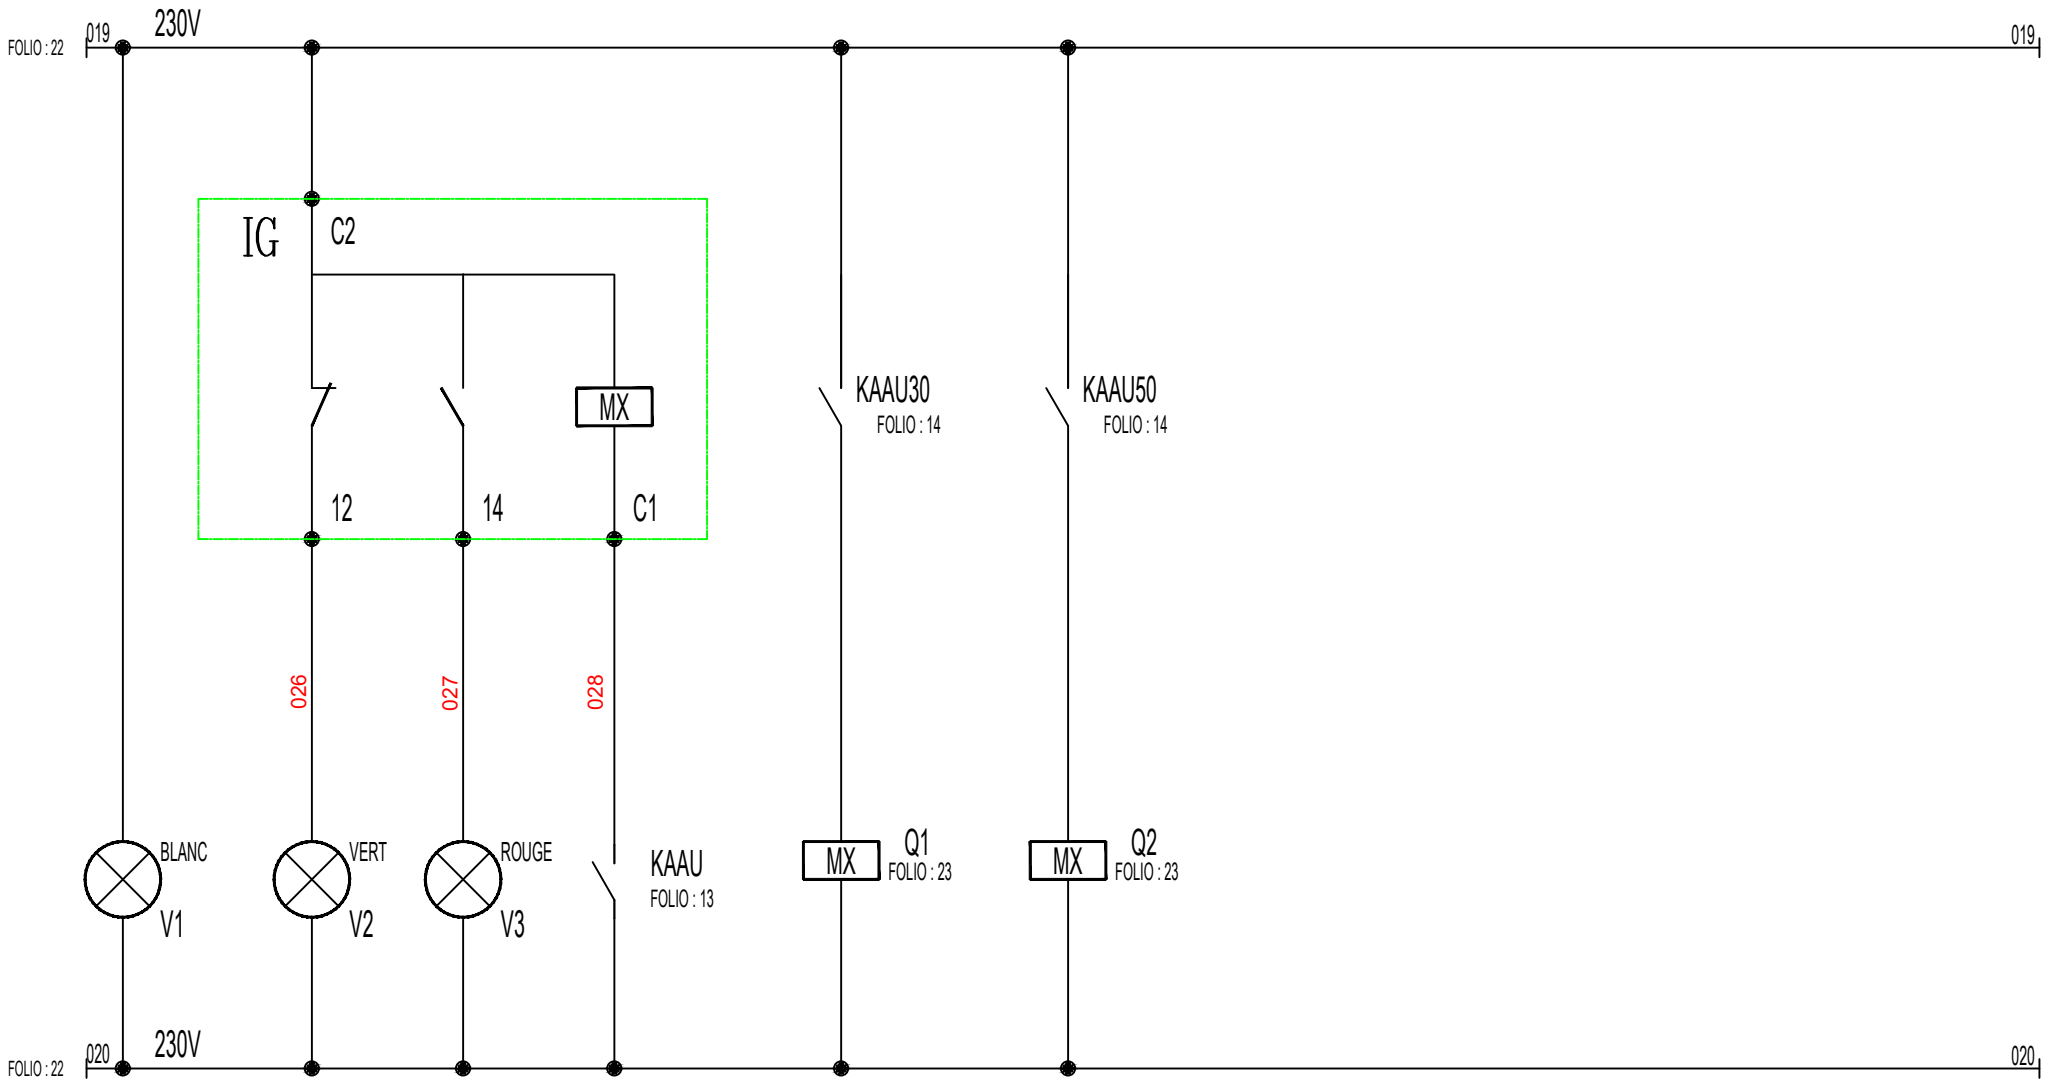 019
230V
019
FOLIO : 22
IG
C2
MX
KAAU30
FOLIO : 14
KAAU50
FOLIO : 14
12
14
C1
026
027
028
BLANC
V1
VERT
V2
ROUGE
V3
KAAU
FOLIO : 13
MX
Q1
FOLIO : 23
MX
Q2
FOLIO : 23
020
230V
020
FOLIO : 22